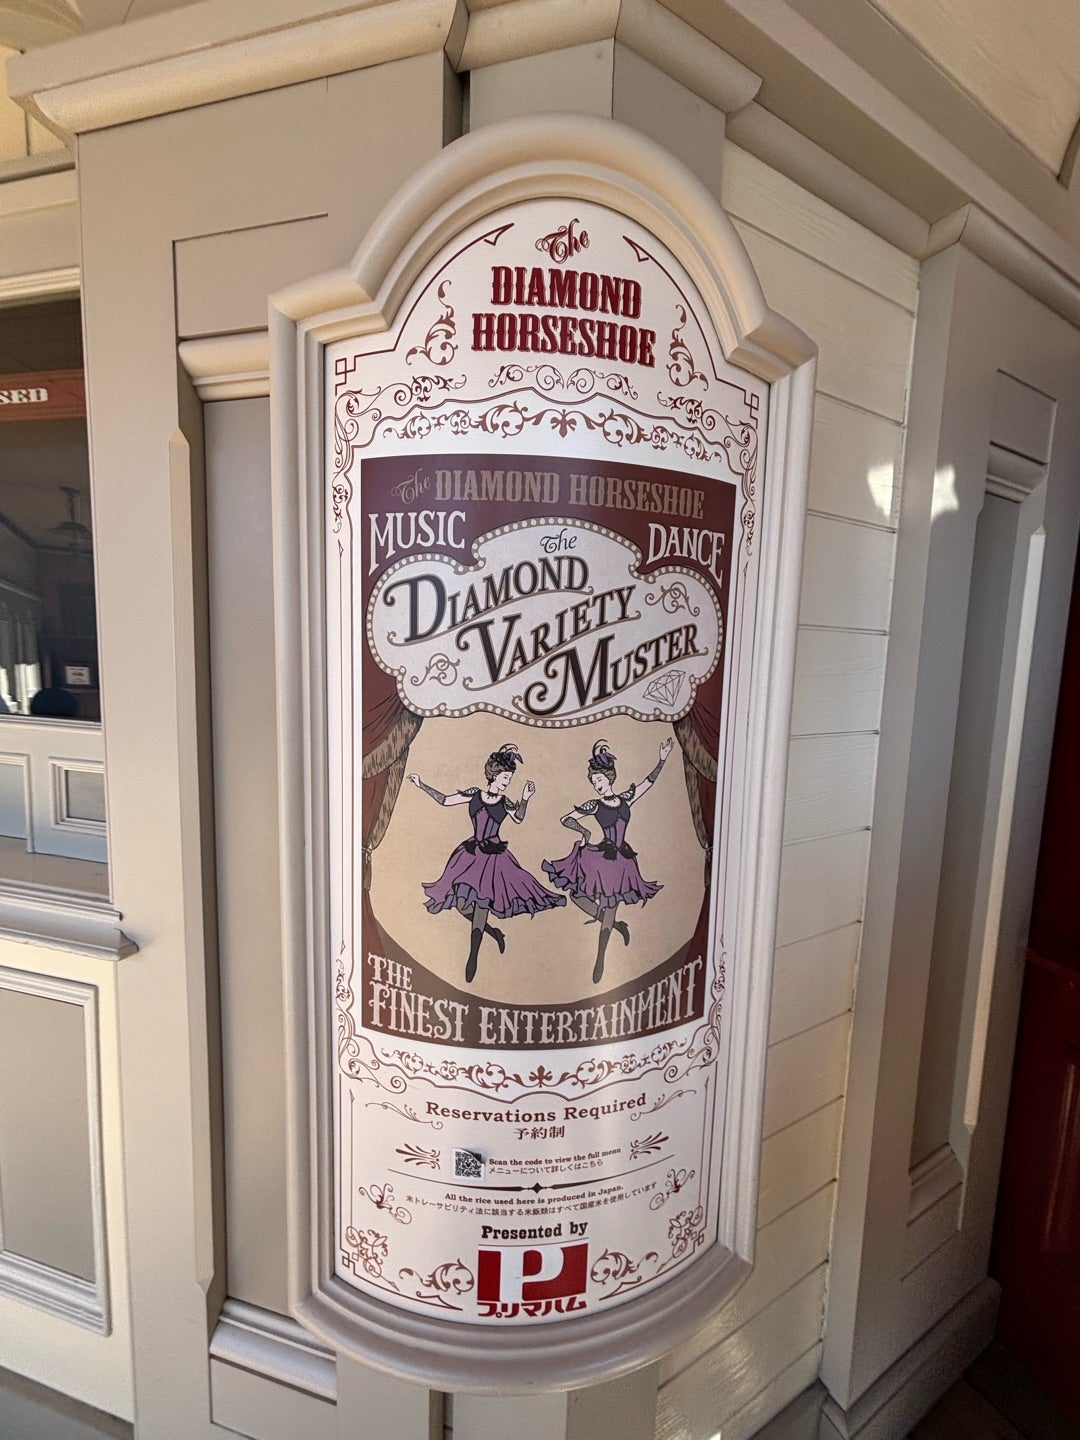 The
DIAMOND
HORSESHOE
SED
The DIAMOND HORSESHOE
MUSIC
DANCE
The
DIAMOND
VARIETY
MUSTER
THE
FINEST ENTERTAINMENT
Reservations Required
予約制
Scan the code to view the full menu
メニューについて詳しくはこちら
All the rice used here is produced in Japan.
米トレーサビリティ法に該当する米飯類はすべて国産米を使用しています
Presented by
P
プリマハム